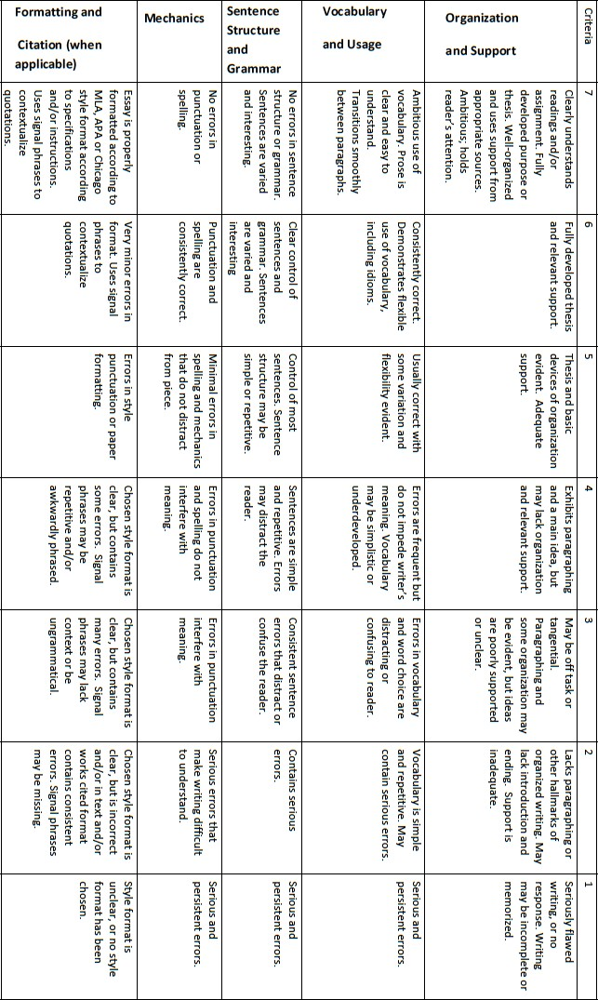 Criteria
7
6
5
4
3
2
1
Organization
and Support
Clearly understands
readings and/or
assignment. Fully
developed purpose or
thesis. Well-organized
and uses support from
appropriate sources.
Ambitious; holds
reader's attention.
Fully developed thesis
and relevant support.
Thesis and basic
devices of organization
evident. Adequate
support.
Exhibits paragraphing
and a main idea, but
may lack organization
and relevant support.
May be off task or
tangential.
Paragraphing and
some organization may
be evident, but ideas
are poorly supported
or unclear.
Lacks paragraphing or
other hallmarks of
organized writing. May
lack introduction and
ending. Support is
inadequate.
Seriously flawed
writing, or no
response. Writing
may be incomplete or
memorized.
Vocabulary
and Usage
Ambitious use of
vocabulary. Prose is
clear and easy to
understand.
Transitions smoothly
between paragraphs.
Consistently correct.
Demonstrates flexible
use of vocabulary,
including idioms.
Usually correct with
some variation and
flexibility evident.
Errors are frequent but
do not impede writer's
meaning. Vocabulary
may be simplistic or
underdeveloped.
Errors in vocabulary
and word choice are
distracting or
confusing to reader.
Vocabulary is simple
and repetitive. May
contain serious errors.
Serious and
persistent errors.
Sentence
Structure
and
Grammar
No errors in sentence
structure or grammar.
Sentences are varied
and interesting.
Clear control of
sentences and
grammar. Sentences
are varied and
interesting
Control of most
sentences. Sentence
structure may be
simple or repetitive.
Sentences are simple
and repetitive. Errors
may distract the
reader.
Consistent sentence
errors that distract or
confuse the reader.
Contains serious
errors.
Serious and
persistent errors.
Mechanics
No errors in
punctuation or
spelling.
Punctuation and
spelling are
consistently correct.
Minimal errors in
spelling and mechanics
that do not distract
from piece.
Errors in punctuation
and spelling do not
interfere with
meaning.
Errors in punctuation
interfere with
meaning.
Serious errors that
make writing difficult
to understand.
Serious and
persistent errors.
Formatting and
Citation (when
applicable)
Essay is properly
formatted according to
MLA, APA or Chicago
style format according
to specifications
and/or instructions.
Uses signal phrases to
contextualize
quotations.
Very minor errors in
format. Uses signal
phrases to
contextualize
quotations.
Errors in style
punctuation or paper
formatting.
Chosen style format is
clear, but contains
some errors. Signal
phrases may be
repetitive and/or
awkwardly phrased.
Chosen style format is
clear, but contains
many errors. Signal
phrases may lack
context or be
ungrammatical.
Chosen style format is
clear, but is incorrect
and/or in text and/or
works cited format
contains consistent
errors. Signal phrases
may be missing.
Style format is
unclear, or no style
format has been
chosen.